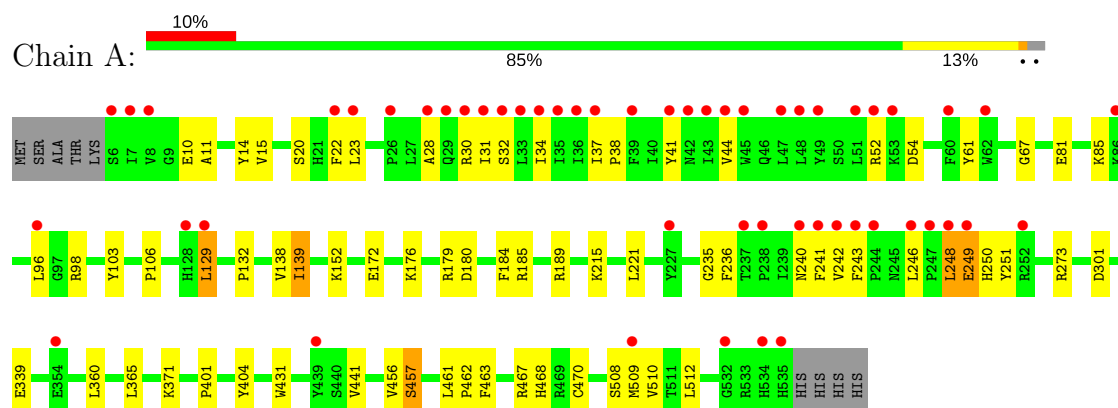 10%
Chain A:
85% 13% • •
MET SER ALA THR LYS S6 I7 V8 G9 E10 A11 Y14 V15 S20 H21 F22 L23 P26 L27 A28 Q29 R30 I31 S32 L33 I34 I35 I36 I37 P38 F39 I40 Y41 N42 I43 V44 W45 Q46 L47 L48 Y49 S50 L51 R52 K53 D54 F60 Y61 W62 G67 E81 K85 K86
L96 G97 R98 Y103 P106 H128 L129 P132 V138 I139 K152 E172 K176 R179 D180 F184 R185 R189 K215 L221 Y227 G235 F236 T237 P238 I239 N240 F241 V242 F243 P244 N245 L246 P247 L248 E249 H250 Y251 R252 R273 D301
E339 E354 L360 L365 K371 P401 Y404 W431 Y439 S440 V441 V456 S457 L461 P462 F463 R467 H468 R469 C470 S508 M509 V510 T511 L512 G532 R533 H534 H535 HIS HIS HIS HIS